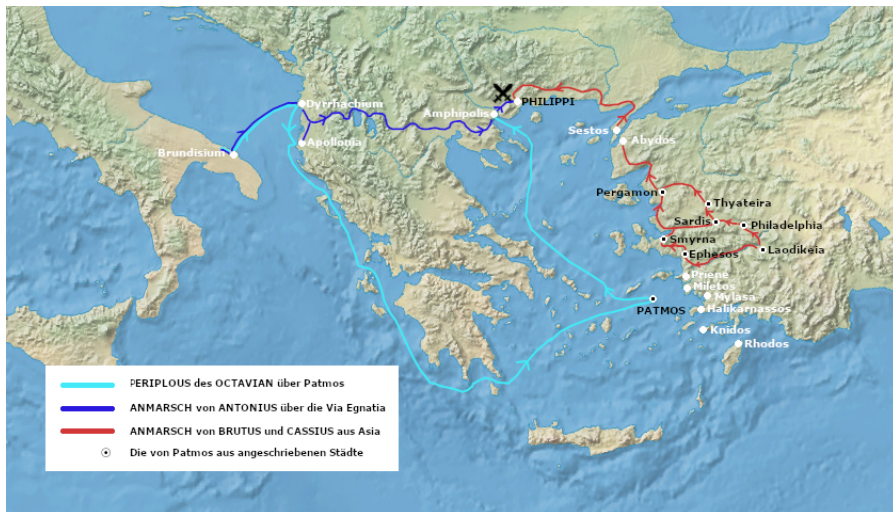 Dyrrhachium
PHILIPPI
Amphipolis
Sestos
Abydos
Apollonia
Brundisium
Pergamon
Thyateira
Sardis
Philadelphia
Smyrna
Laodikeia
Ephesos
Priene
Miletos
Mylasa
PATMOS
Halikarnassos
Knidos
Rhodos
PERIPLOUS des OCTAVIAN über Patmos
ANMARSCH von ANTONIUS über die Via Egnatia
ANMARSCH von BRUTUS und CASSIUS aus Asia
Die von Patmos aus angeschriebenen Städte